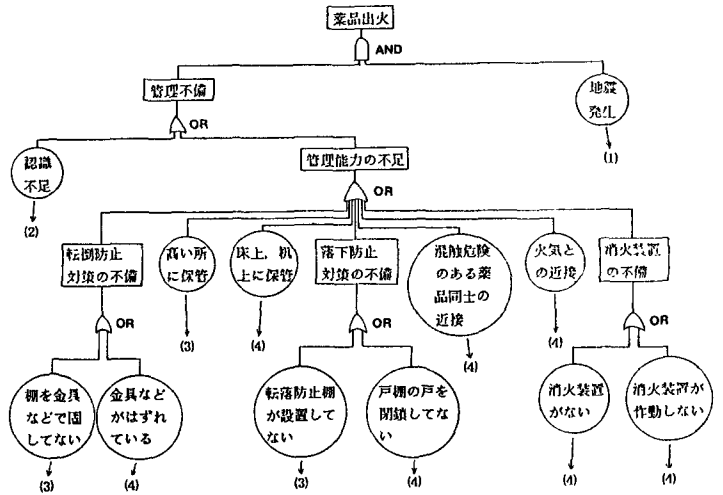 薬品出火
AND
管理不備
地震
発生
OR
(1)
認識
不足
管理能力の不足
(2)
OR
転倒防止
対策の不備
高い所
に保管
床上，机
上に保管
落下防止
対策の不備
混触危険
のある薬
品同士の
近接
火気と
の近接
消火装置
の不備
(3)
(4)
(4)
(4)
OR
OR
OR
棚を金具
などで固
してない
金具など
がはずれ
ている
転落防止棚
が設置して
ない
戸棚の戸を
閉鎖してな
い
消火装置
がない
消火装置が
作動しない
(3)
(4)
(3)
(4)
(4)
(4)